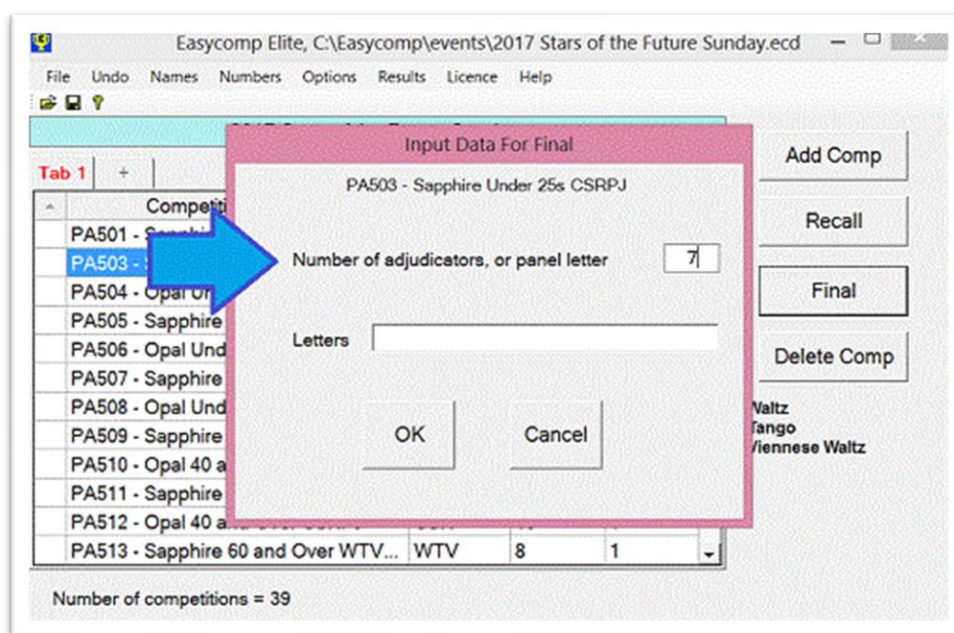 Easycomp Elite, C:\Easycomp\events\2017 Stars of the Future Sunday.ecd
File Undo Names Numbers Options Results Licence Help
Input Data For Final
PA503 - Sapphire Under 25s CSRPJ
Number of adjudicators, or panel letter 7
Letters
OK Cancel
Tab 1 +
Competiti
PA501 -
PA503 -
PA504 - Opal Un
PA505 - Sapphire
PA506 - Opal Und
PA507 - Sapphire
PA508 - Opal Und
PA509 - Sapphire
PA510 - Opal 40 a
PA511 - Sapphire
PA512 - Opal 40 a
PA513 - Sapphire 60 and Over WTV... WTV 8 1
Add Comp
Recall
Final
Delete Comp
Waltz
Tango
Viennese Waltz
Number of competitions = 39